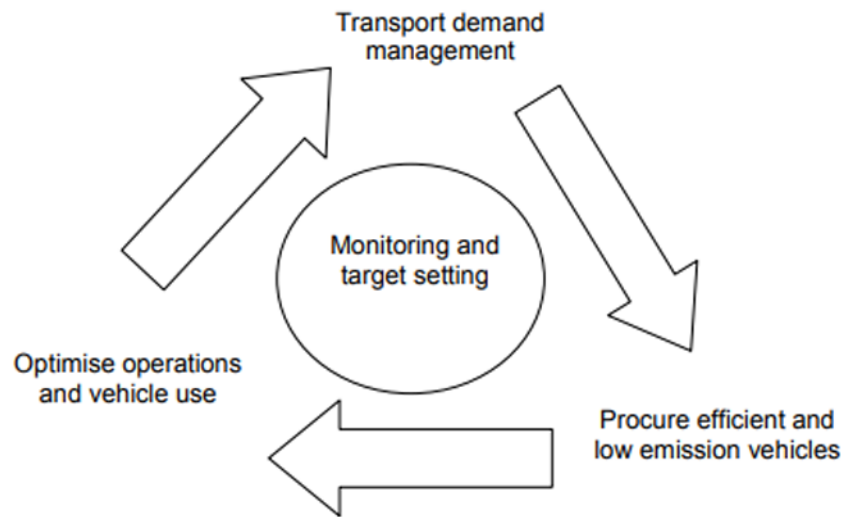 Transport demand
management
Monitoring and
target setting
Optimise operations
and vehicle use
Procure efficient and
low emission vehicles